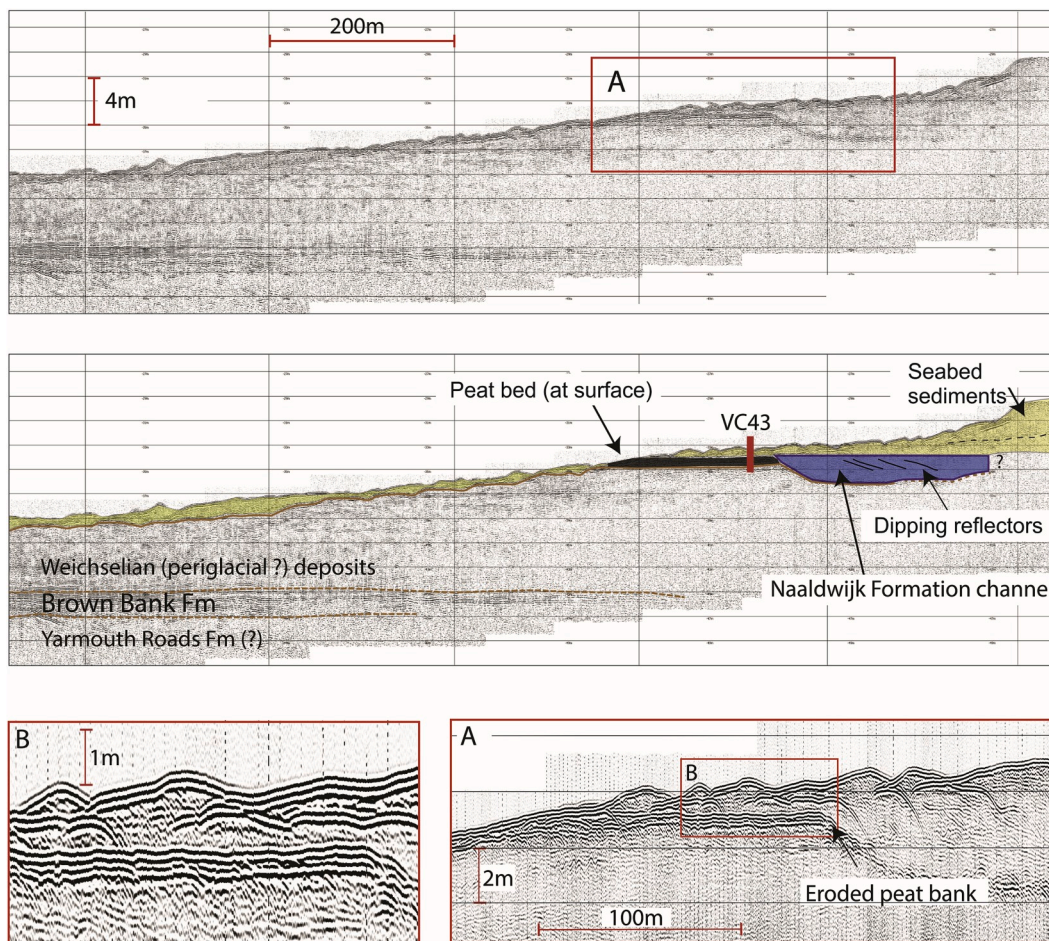 200m
4m
A
Seabed
sediments
Peat bed (at surface)
VC43
?
Dipping reflectors
Weichselian (periglacial ?) deposits
Naaldwijk Formation channe
Brown Bank Fm
Yarmouth Roads Fm (?)
B
1m
A
B
2m
Eroded peat bank
100m